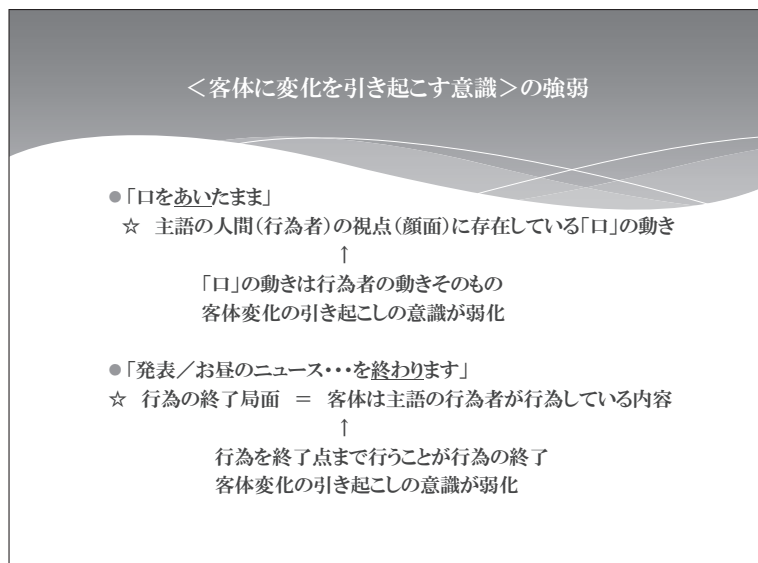 ＜客体に変化を引き起こす意識＞の強弱
●「口をあいたまま」
☆ 主語の人間（行為者）の視点（顔面）に存在している「口」の動き
↑
「口」の動きは行為者の動きそのもの
客体変化の引き起こしの意識が弱化
●「発表／お昼のニュース・・・を終わります」
☆ 行為の終了局面 ＝ 客体は主語の行為者が行為している内容
↑
行為を終了点まで行うことが行為の終了
客体変化の引き起こしの意識が弱化